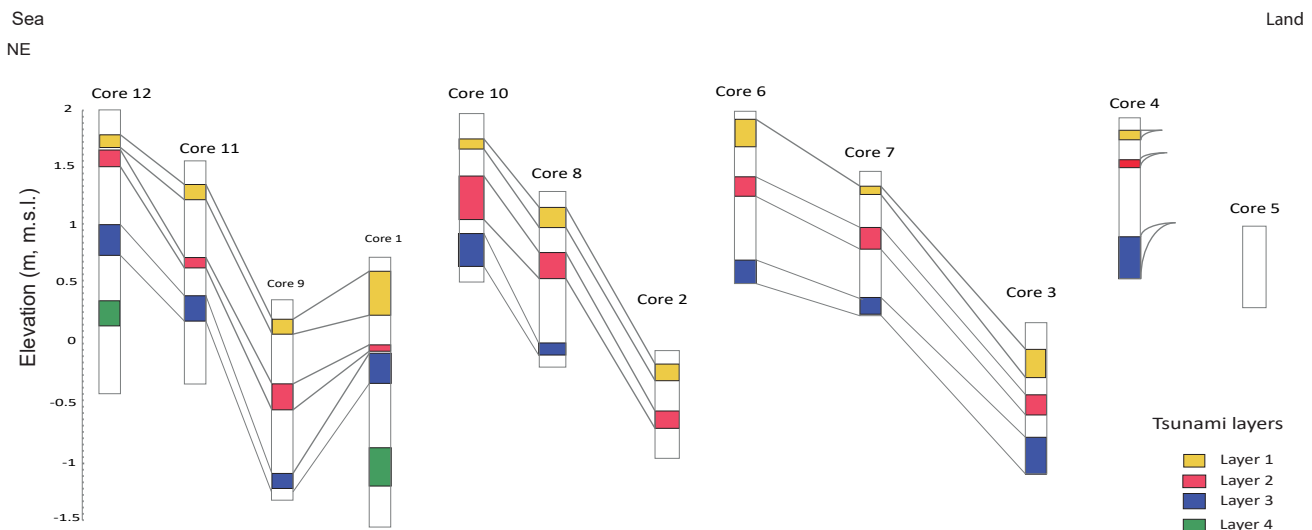 Sea
Land
NE
Core 12
Core 11
Core 9
Core 1
Core 10
Core 8
Core 2
Core 6
Core 7
Core 3
Core 4
Core 5
Elevation (m, m.s.l.)
2
1.5
1
0.5
0
-0.5
-1
-1.5
Tsunami layers
Layer 1
Layer 2
Layer 3
Layer 4